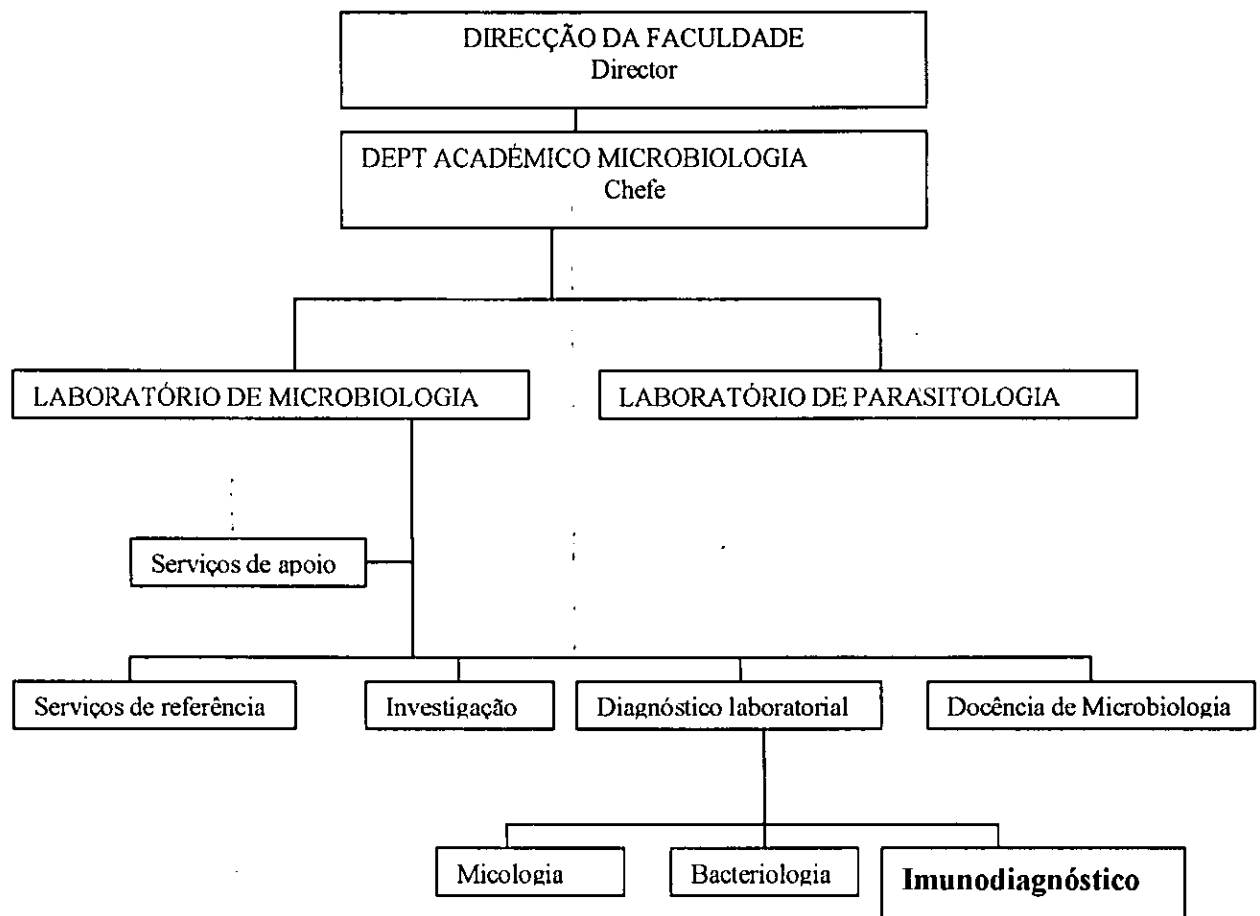 DIRECÇÃO DA FACULDADE
Director
DEPT ACADÉMICO MICROBIOLOGIA
Chefe
LABORATÓRIO DE MICROBIOLOGIA
LABORATÓRIO DE PARASITOLOGIA
Serviços de apoio
Serviços de referência
Investigação
Diagnóstico laboratorial
Docência de Microbiologia
Micologia
Bacteriologia
Imunodiagnóstico